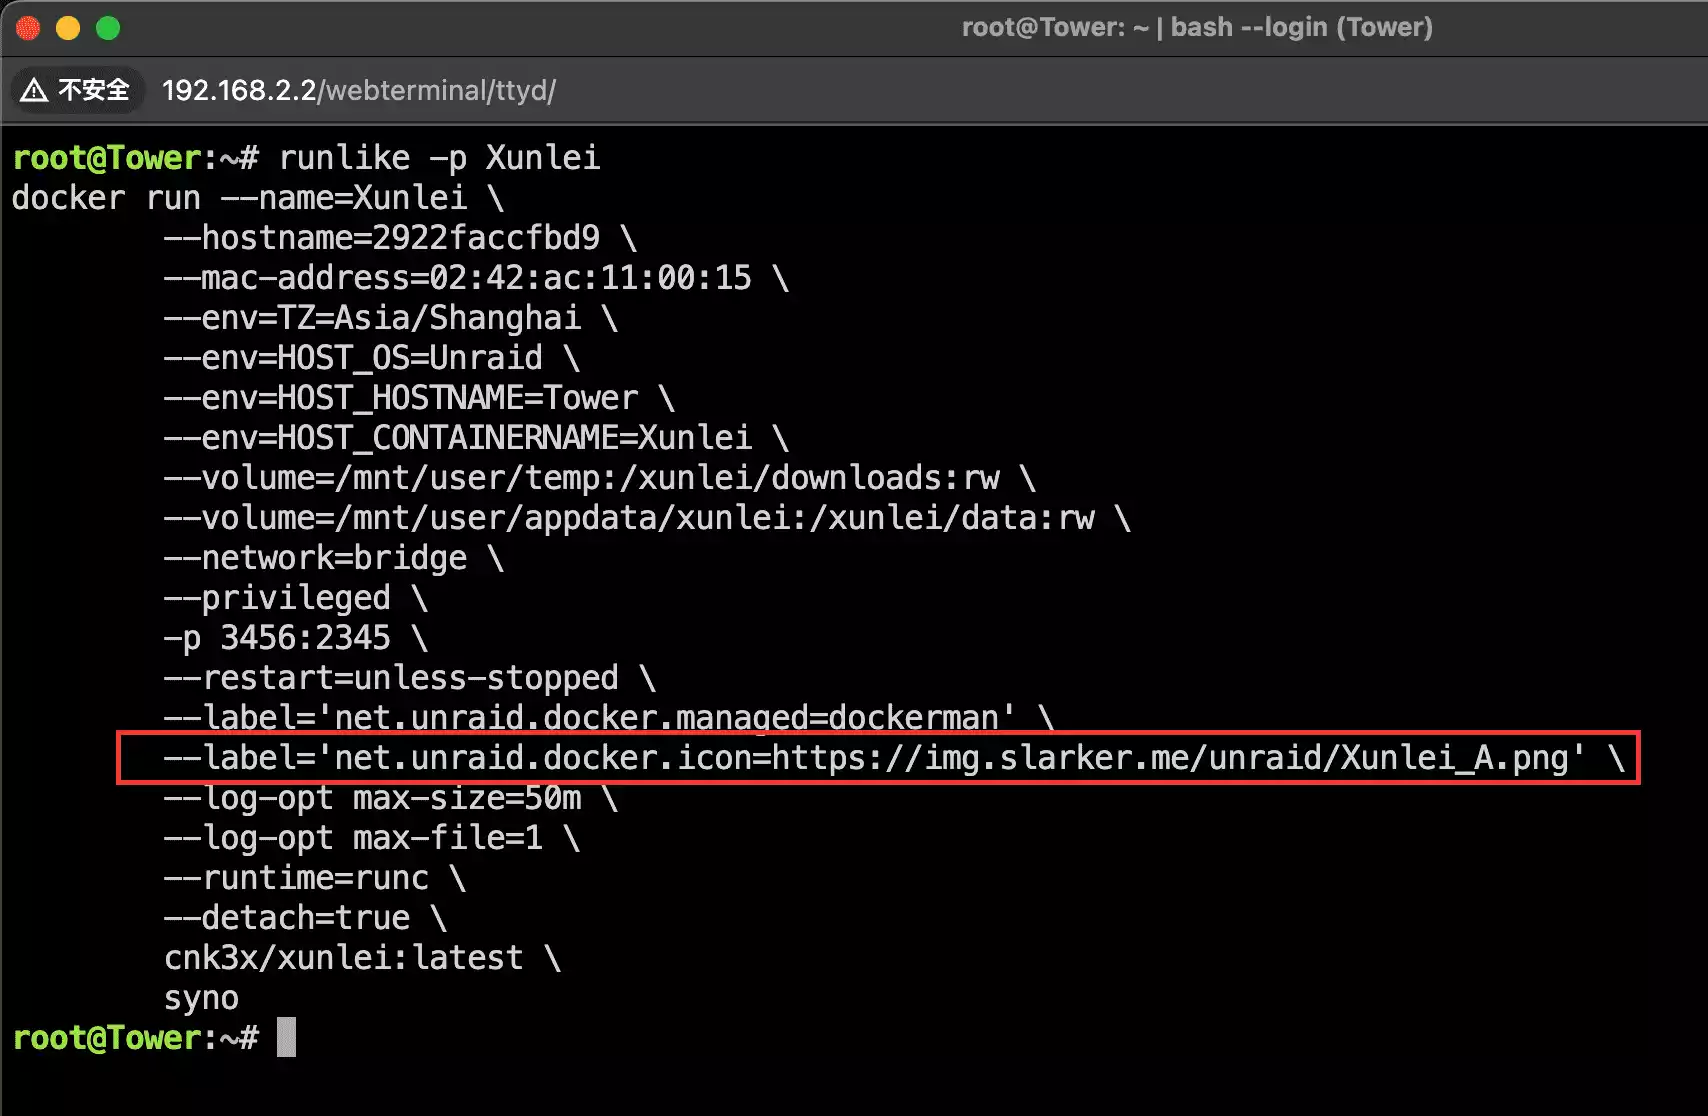 root@Tower: ~ | bash --login (Tower)
不安全 192.168.2.2/webterminal/ttyd/
root@Tower:~# runlike -p Xunlei
docker run --name=Xunlei \
--hostname=2922faccfbd9 \
--mac-address=02:42:ac:11:00:15 \
--env=TZ=Asia/Shanghai \
--env=HOST_OS=Unraid \
--env=HOST_HOSTNAME=Tower \
--env=HOST_CONTAINERNAME=Xunlei \
--volume=/mnt/user/temp:/xunlei/downloads:rw \
--volume=/mnt/user/appdata/xunlei:/xunlei/data:rw \
--network=bridge \
--privileged \
-p 3456:2345 \
--restart=unless-stopped \
--label='net.unraid.docker.managed=dockerman' \
--label='net.unraid.docker.icon=https://img.slarker.me/unraid/Xunlei_A.png' \
--log-opt max-size=50m \
--log-opt max-file=1 \
--runtime=runc \
--detach=true \
cnk3x/xunlei:latest \
syno
root@Tower:~#